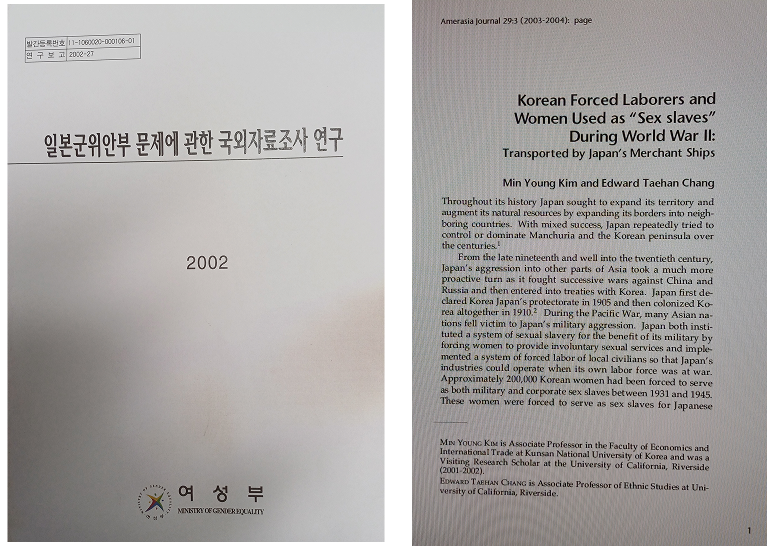 발간등록번호 11-1060020-000106-01
연 구 보 고 2002-27
일본군위안부 문제에 관한 국외자료조사 연구
2002
여 성 부
MINISTRY OF GENDER EQUALITY
Amerasia Journal 29:3 (2003-2004): page
Korean Forced Laborers and
Women Used as “Sex slaves”
During World War II:
Transported by Japan's Merchant Ships
Min Young Kim and Edward Taehan Chang
Throughout its history Japan sought to expand its territory and
augment its natural resources by expanding its borders into neigh-
boring countries. With mixed success, Japan repeatedly tried to
control or dominate Manchuria and the Korean peninsula over
the centuries.1
From the late nineteenth and well into the twentieth century,
Japan's aggression into other parts of Asia took a much more
proactive turn as it fought successive wars against China and
Russia and then entered into treaties with Korea. Japan first de-
clared Korea Japan's protectorate in 1905 and then colonized Ko-
rea altogether in 1910.2 During the Pacific War, many Asian na-
tions fell victim to Japan's military aggression. Japan both insti-
tuted a system of sexual slavery for the benefit of its military by
forcing women to provide involuntary sexual services and imple-
mented a system of forced labor of local civilians so that Japan's
industries could operate when its own labor force was at war.
Approximately 200,000 Korean women had been forced to serve
as both military and corporate sex slaves between 1931 and 1945.
These women were forced to serve as sex slaves for Japanese
MIN YOUNG KIM is Associate Professor in the Faculty of Economics and
International Trade at Kunsan National University of Korea and was a
Visiting Research Scholar at the University of California, Riverside
(2001-2002).
EDWARD TAEHAN CHANG is Associate Professor of Ethnic Studies at Uni-
versity of California, Riverside.
1